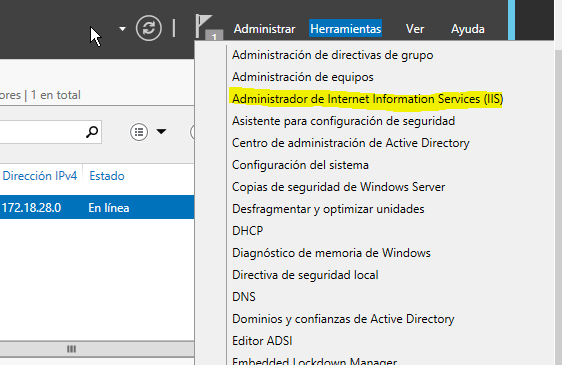 Administrar Herramientas Ver Ayuda
1
ores | 1 en total
Dirección IPv4 Estado
172.18.28.0 En línea
Administración de directivas de grupo
Administración de equipos
Administrador de Internet Information Services (IIS)
Asistente para configuración de seguridad
Centro de administración de Active Directory
Configuración del sistema
Copias de seguridad de Windows Server
Desfragmentar y optimizar unidades
DHCP
Diagnóstico de memoria de Windows
Directiva de seguridad local
DNS
Dominios y confianzas de Active Directory
Editor ADSI
Embedded Lockdown Manager